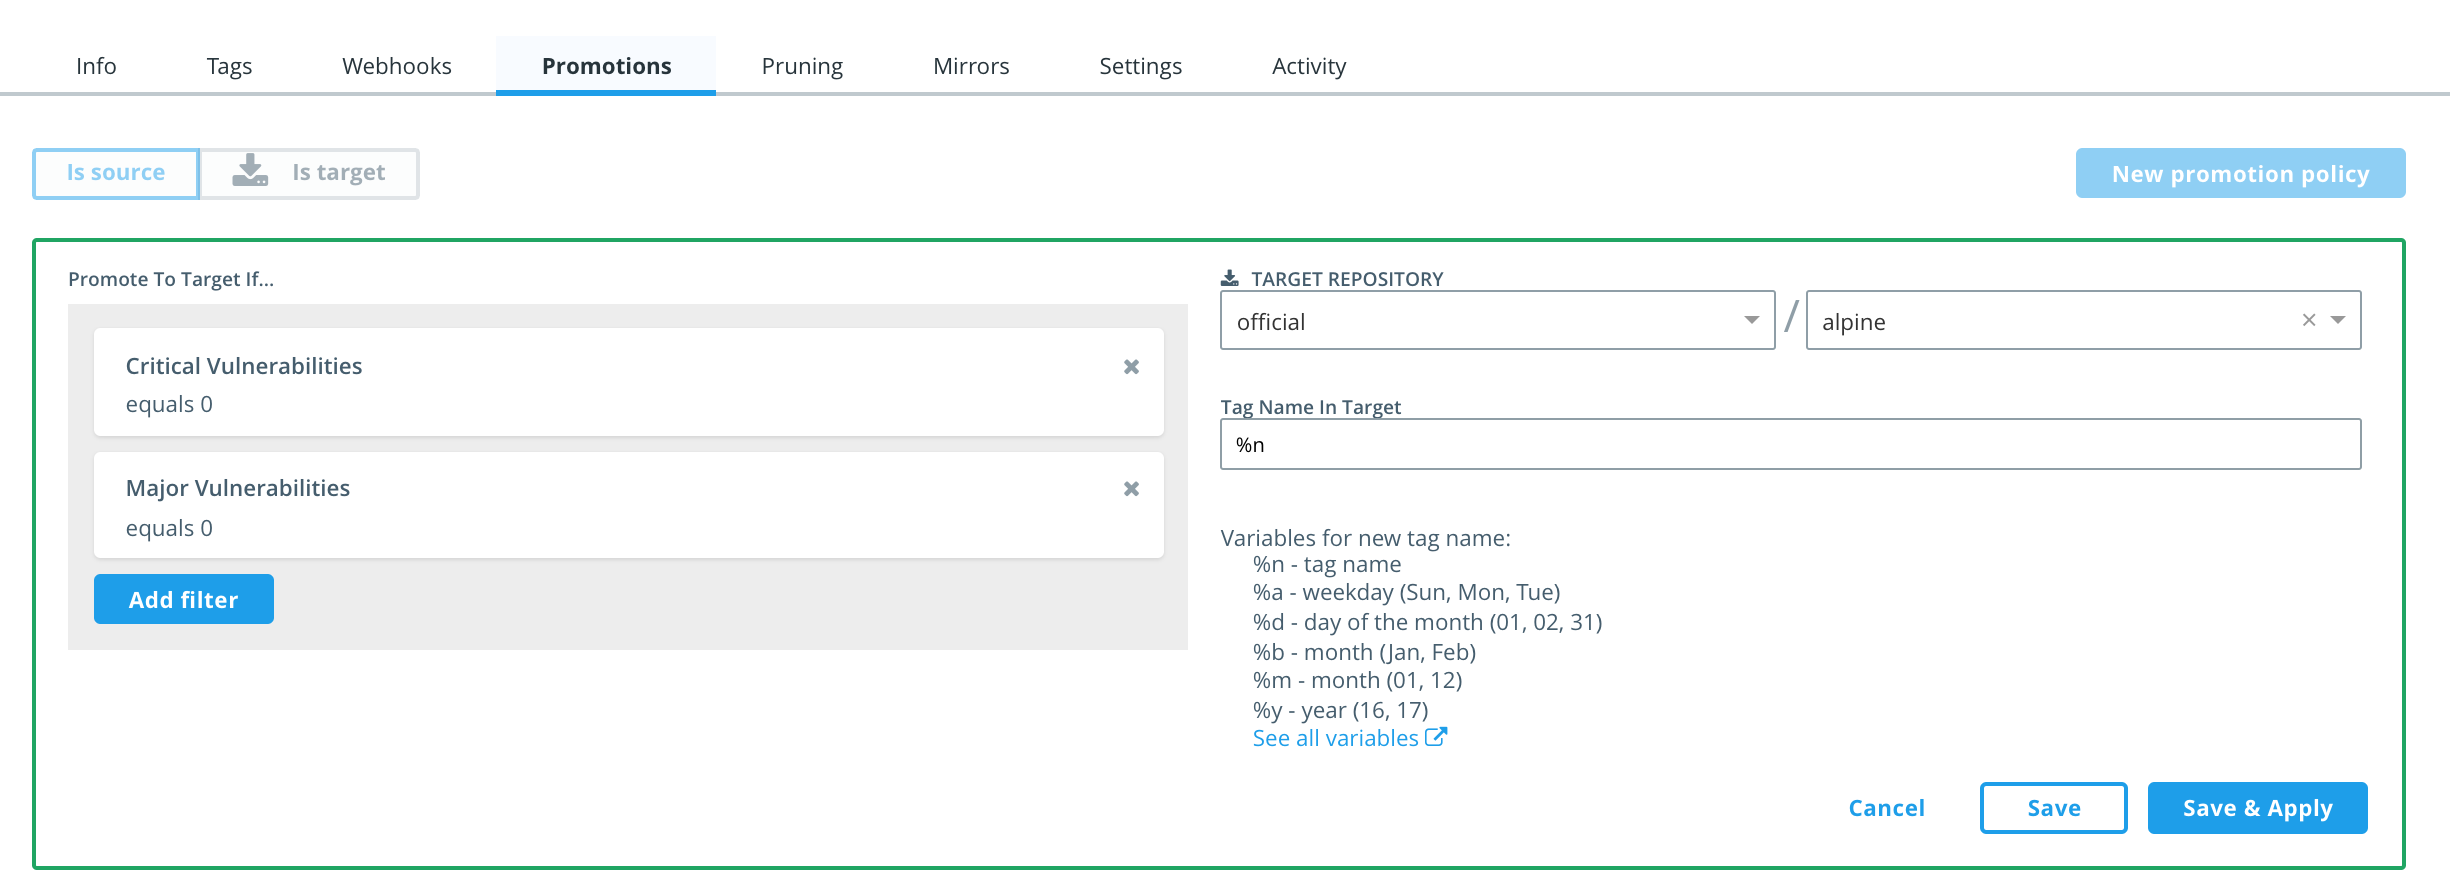 Info Tags Webhooks Promotions Pruning Mirrors Settings Activity
Is source Is target New promotion policy
Promote To Target If...
Critical Vulnerabilities
equals 0
Major Vulnerabilities
equals 0
Add filter
TARGET REPOSITORY
official / alpine
Tag Name In Target
%n
Variables for new tag name:
%n - tag name
%a - weekday (Sun, Mon, Tue)
%d - day of the month (01, 02, 31)
%b - month (Jan, Feb)
%m - month (01, 12)
%y - year (16, 17)
See all variables
Cancel Save Save & Apply